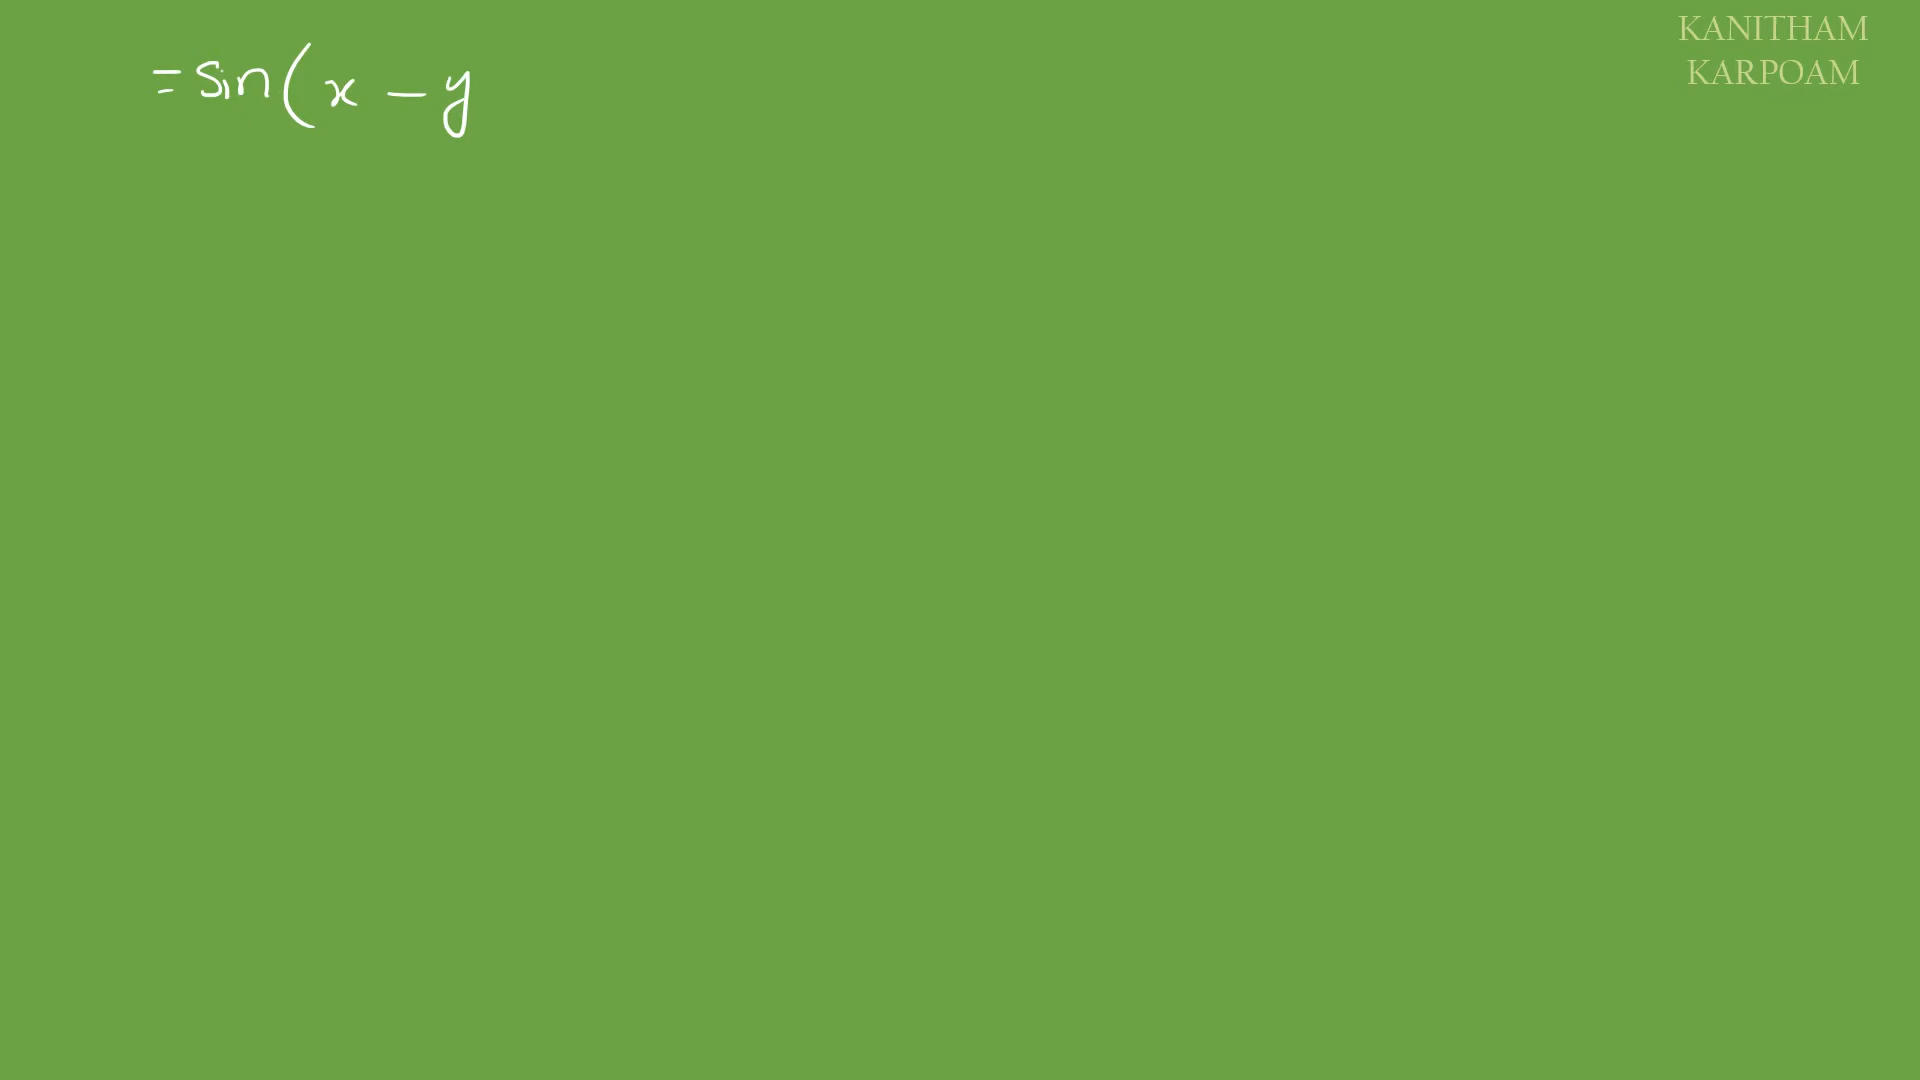 = sin(x - y
KANITHAM
KARPOAM